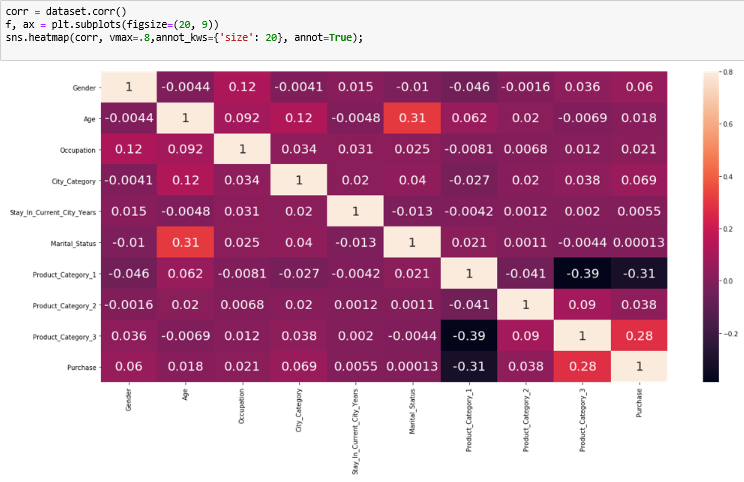 corr = dataset.corr()
f, ax = plt.subplots(figsize=(20, 9))
sns.heatmap(corr, vmax=.8,annot_kws={'size': 20}, annot=True);
Gender 1 -0.0044 0.12 -0.0041 0.015 -0.01 -0.046 -0.0016 0.036 0.06
Age -0.0044 1 0.092 0.12 -0.0048 0.31 0.062 0.02 -0.0069 0.018
Occupation 0.12 0.092 1 0.034 0.031 0.025 -0.0081 0.0068 0.012 0.021
City_Category -0.0041 0.12 0.034 1 0.02 0.04 -0.027 0.02 0.038 0.069
Stay_In_Current_City_Years 0.015 -0.0048 0.031 0.02 1 -0.013 -0.0042 0.0012 0.002 0.0055
Marital_Status -0.01 0.31 0.025 0.04 -0.013 1 0.021 0.0011 -0.0044 0.00013
Product_Category_1 -0.046 0.062 -0.0081 -0.027 -0.0042 0.021 1 -0.041 -0.39 -0.31
Product_Category_2 -0.0016 0.02 0.0068 0.02 0.0012 0.0011 -0.041 1 0.09 0.038
Product_Category_3 0.036 -0.0069 0.012 0.038 0.002 -0.0044 -0.39 0.09 1 0.28
Purchase 0.06 0.018 0.021 0.069 0.0055 0.00013 -0.31 0.038 0.28 1
Gender Age Occupation City_Category Stay_In_Current_City_Years Marital_Status Product_Category_1 Product_Category_2 Product_Category_3 Purchase
0.8
0.6
0.4
0.2
0.0
-0.2